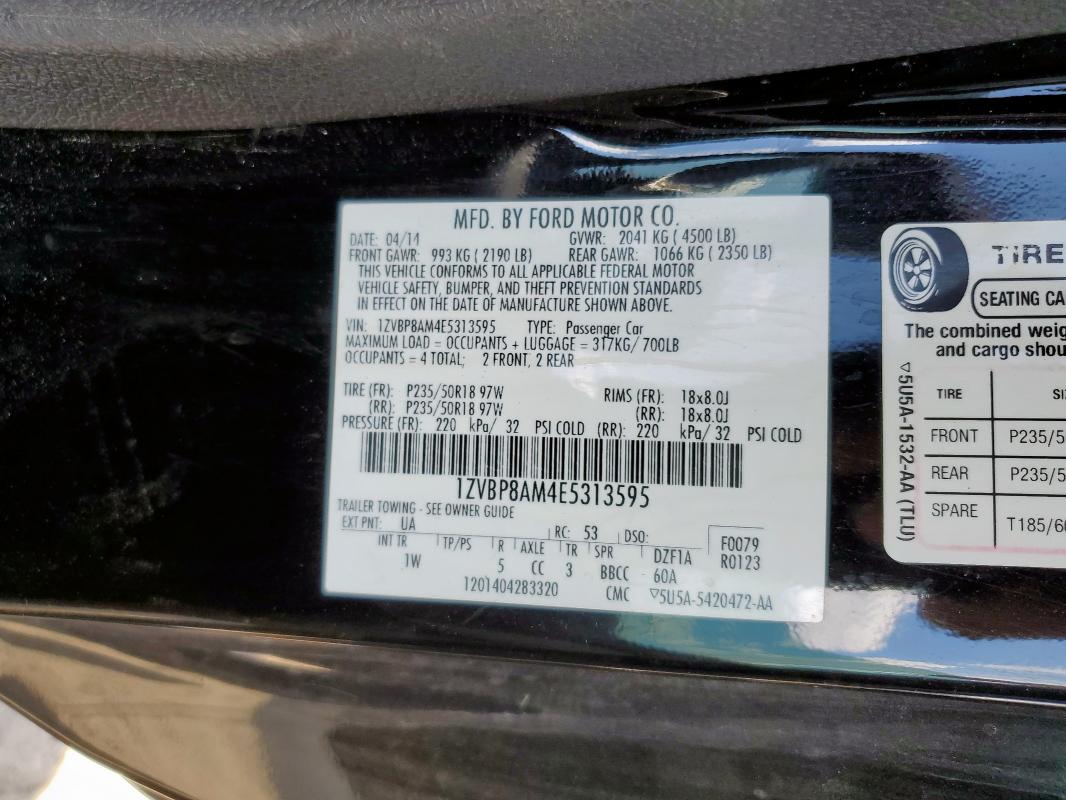 MFD. BY FORD MOTOR CO.
DATE: 04/14 GVWR: 2041 KG ( 4500 LB)
FRONT GAWR: 993 KG ( 2190 LB) REAR GAWR: 1066 KG ( 2350 LB)
THIS VEHICLE CONFORMS TO ALL APPLICABLE FEDERAL MOTOR
VEHICLE SAFETY, BUMPER, AND THEFT PREVENTION STANDARDS
IN EFFECT ON THE DATE OF MANUFACTURE SHOWN ABOVE.
VIN: 1ZVBP8AM4E5313595 TYPE: Passenger Car
MAXIMUM LOAD = OCCUPANTS + LUGGAGE = 317KG/ 700LB
OCCUPANTS = 4 TOTAL; 2 FRONT, 2 REAR
TIRE (FR): P235/50R18 97W RIMS (FR): 18x8.0J
(RR): P235/50R18 97W (RR): 18x8.0J
PRESSURE (FR): 220 kPa/ 32 PSI COLD (RR): 220 kPa/ 32 PSI COLD
1ZVBP8AM4E5313595
TRAILER TOWING - SEE OWNER GUIDE
EXT PNT: UA RC: 53 DSO: F0079
INT TR TP/PS R AXLE TR SPR DZF1A R0123
1W 5 CC 3 BBCC 60A
1201404283320 CMC ▽5U5A-5420472-AA
TIRE
SEATING CA
The combined weig
and cargo shou
TIRE SI
FRONT P235/5
REAR P235/5
SPARE T185/60
▽5U5A-1532-AA (TLU)